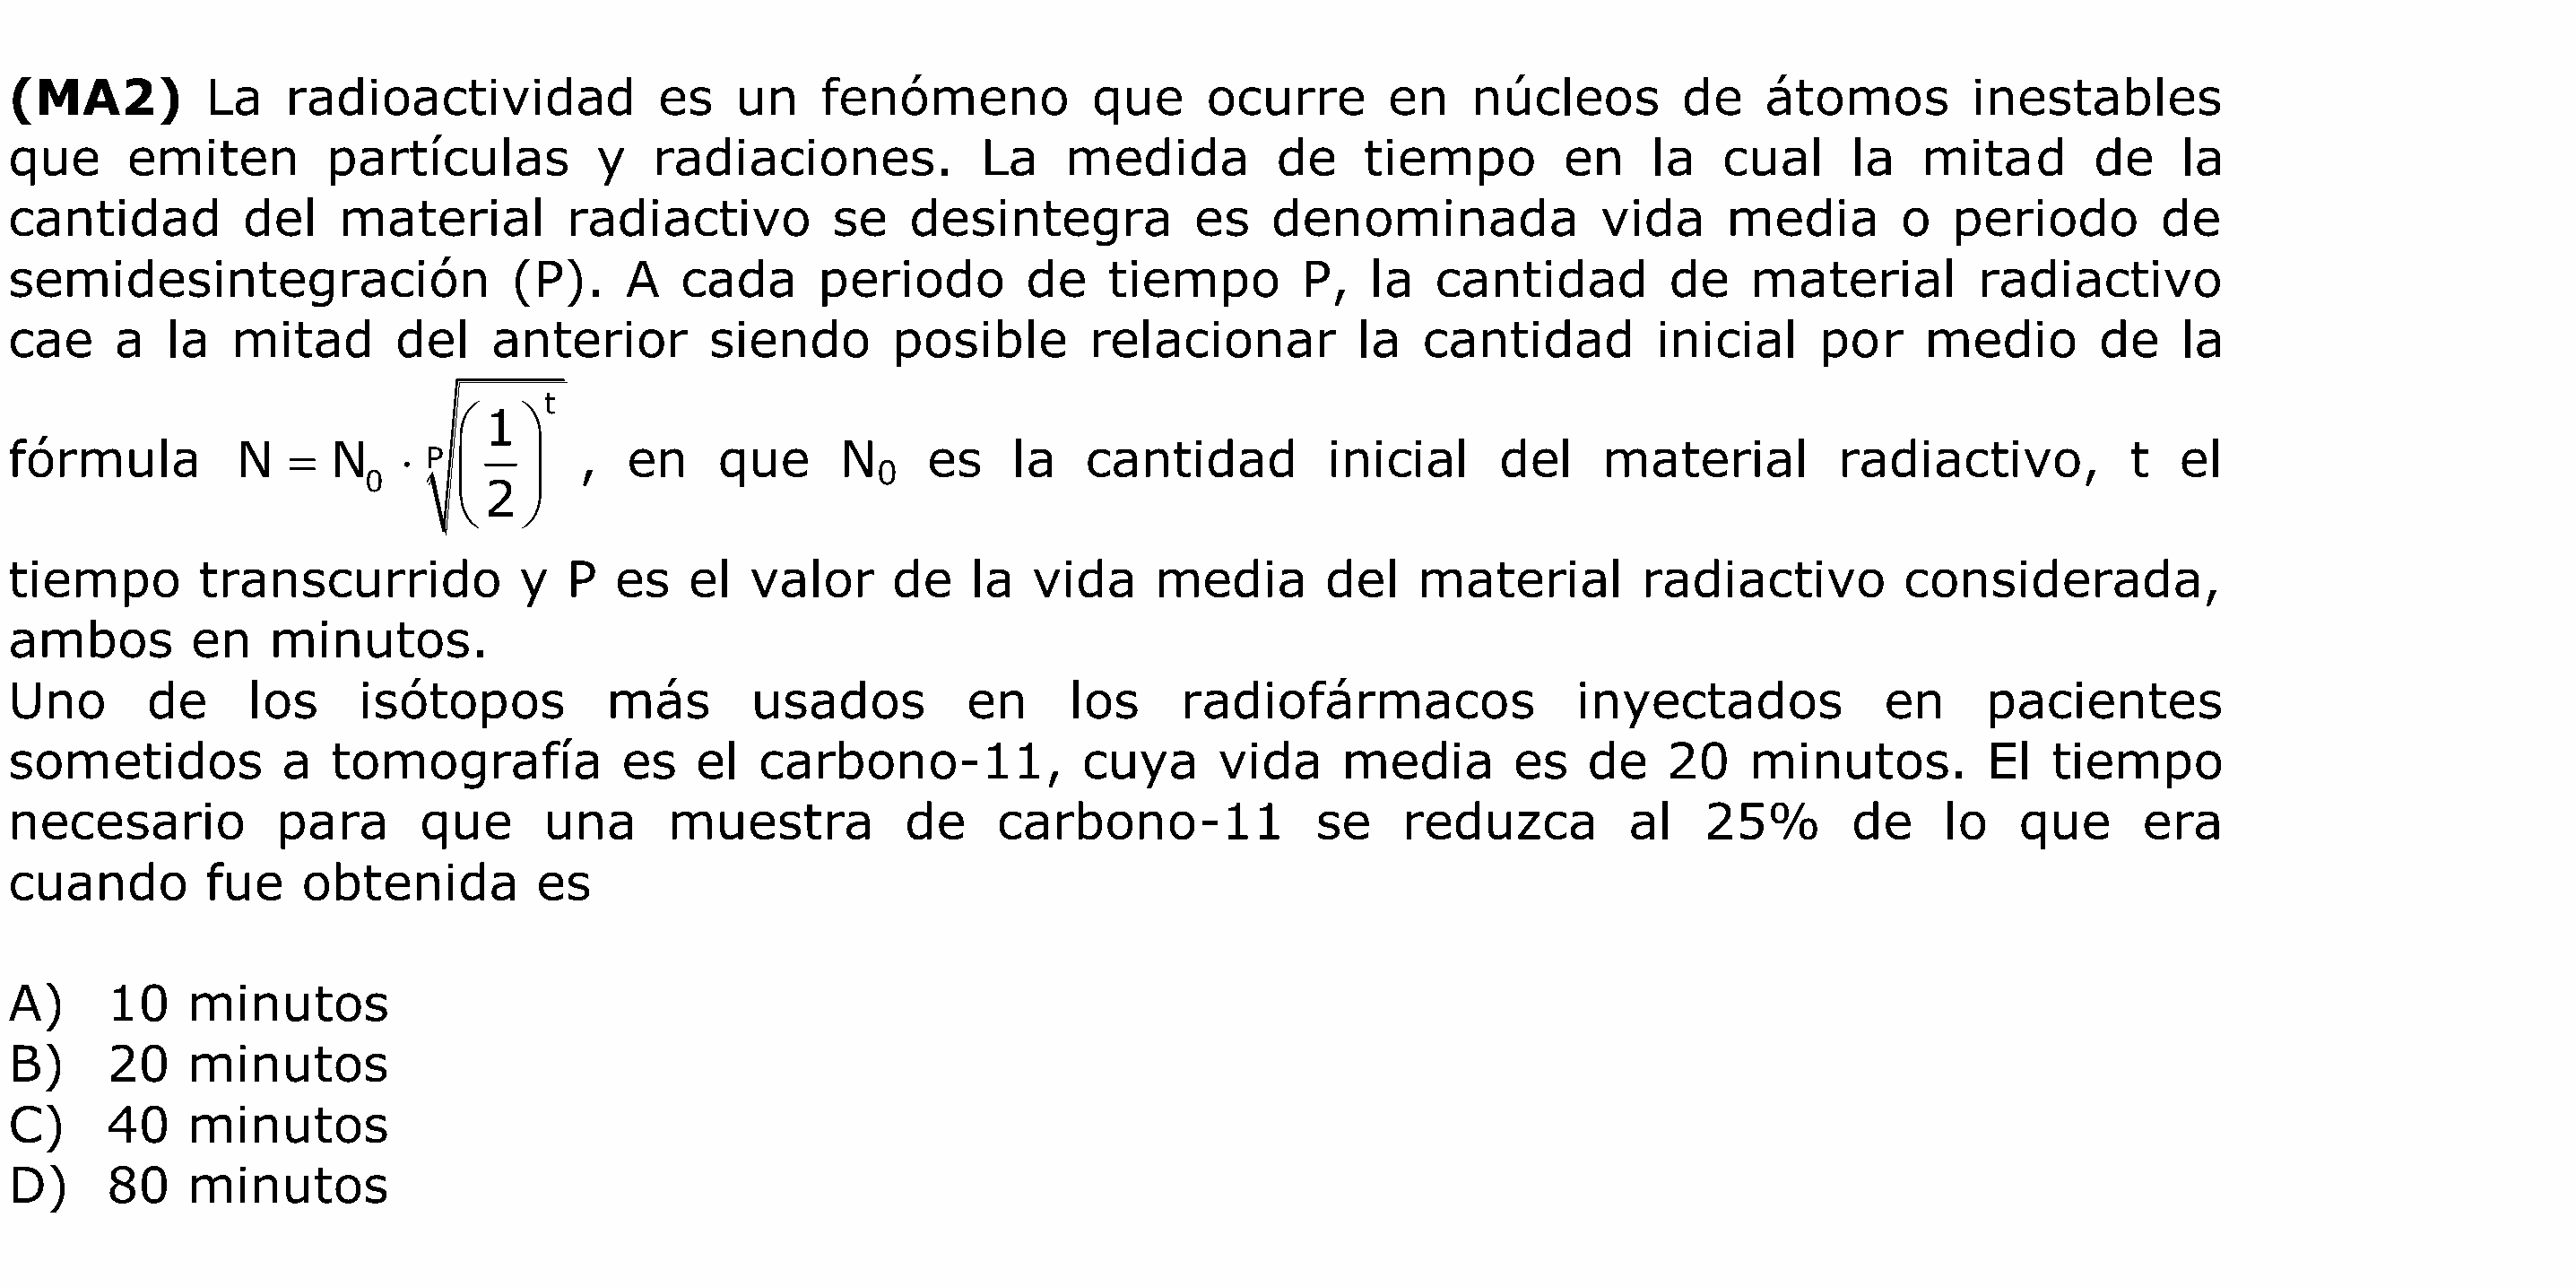 (MA2) La radioactividad es un fenómeno que ocurre en núcleos de átomos inestables
que emiten partículas y radiaciones. La medida de tiempo en la cual la mitad de la
cantidad del material radiactivo se desintegra es denominada vida media o periodo de
semidesintegración (P). A cada periodo de tiempo P, la cantidad de material radiactivo
cae a la mitad del anterior siendo posible relacionar la cantidad inicial por medio de la
fórmula N = N₀ · ᴾ√(1/2)ᵗ , en que N₀ es la cantidad inicial del material radiactivo, t el
tiempo transcurrido y P es el valor de la vida media del material radiactivo considerada,
ambos en minutos.
Uno de los isótopos más usados en los radiofármacos inyectados en pacientes
sometidos a tomografía es el carbono-11, cuya vida media es de 20 minutos. El tiempo
necesario para que una muestra de carbono-11 se reduzca al 25% de lo que era
cuando fue obtenida es
A) 10 minutos
B) 20 minutos
C) 40 minutos
D) 80 minutos